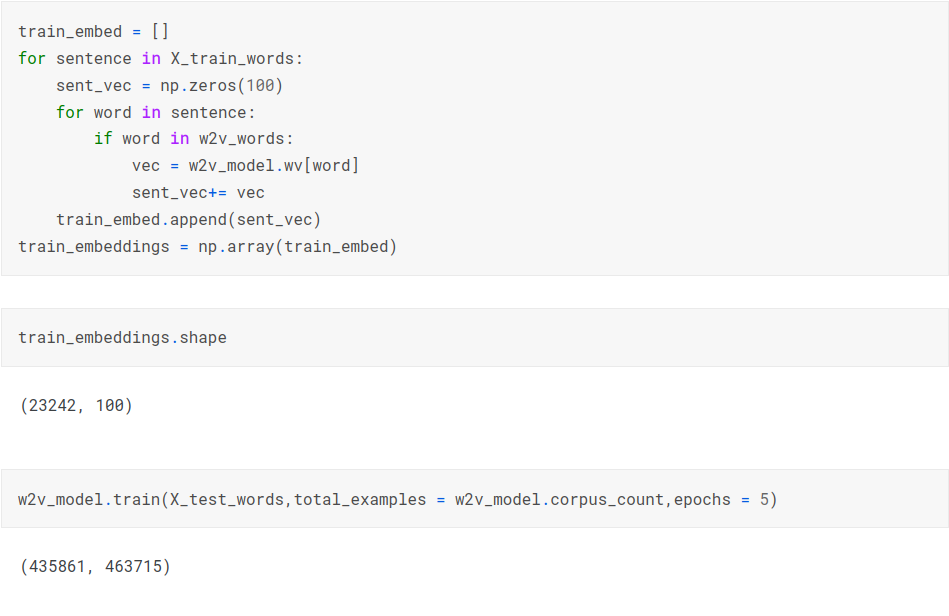 train_embed = []
for sentence in X_train_words:
    sent_vec = np.zeros(100)
    for word in sentence:
        if word in w2v_words:
            vec = w2v_model.wv[word]
            sent_vec+= vec
    train_embed.append(sent_vec)
train_embeddings = np.array(train_embed)
train_embeddings.shape
(23242, 100)
w2v_model.train(X_test_words,total_examples = w2v_model.corpus_count,epochs = 5)
(435861, 463715)